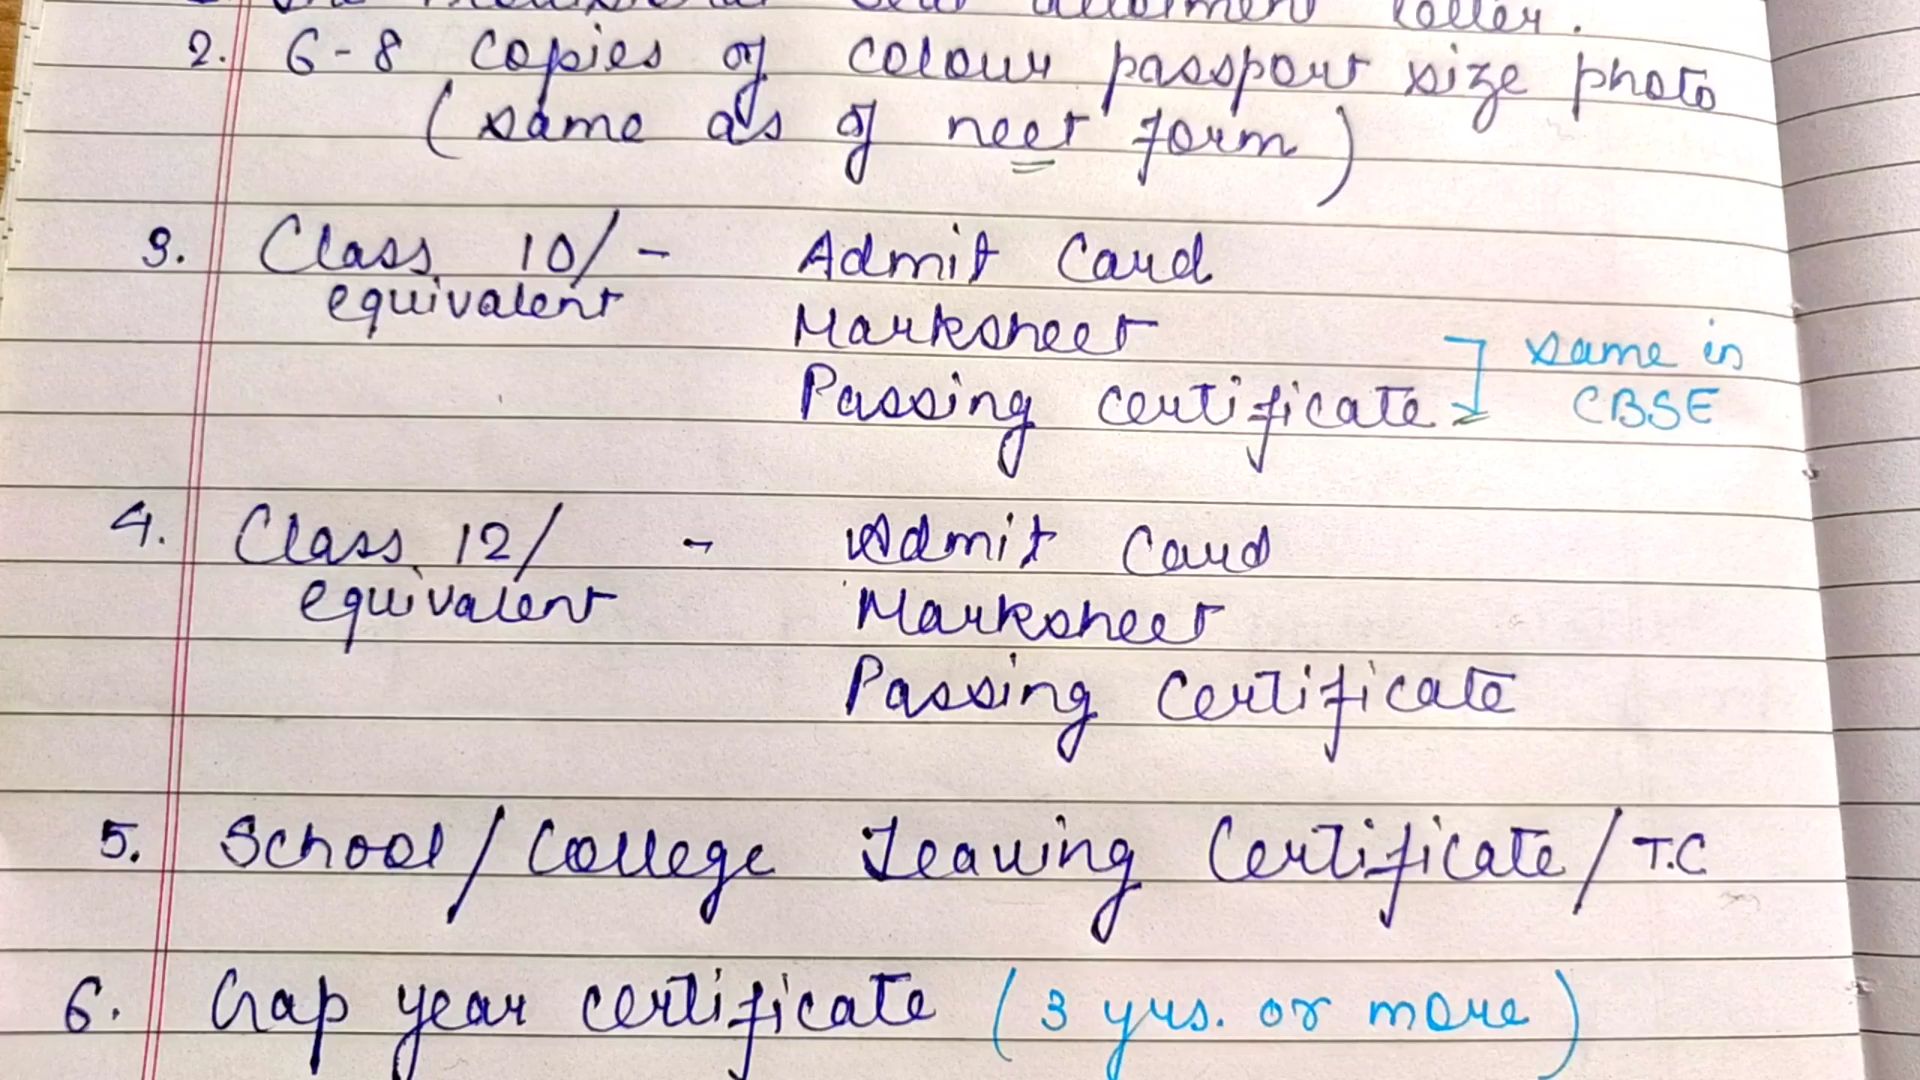 allotment letter.
2. 6-8 copies of colour passport size photo
(same as of neet form)
3. Class 10/ - Admit Card
equivalent
Marksheet
Passing certificate
same in
CBSE
4. Class 12/ - Admit Card
equivalent
Marksheet
Passing Certificate
5. School/College Leaving Certificate/T.C
6. Gap year certificate (3 yrs. or more)